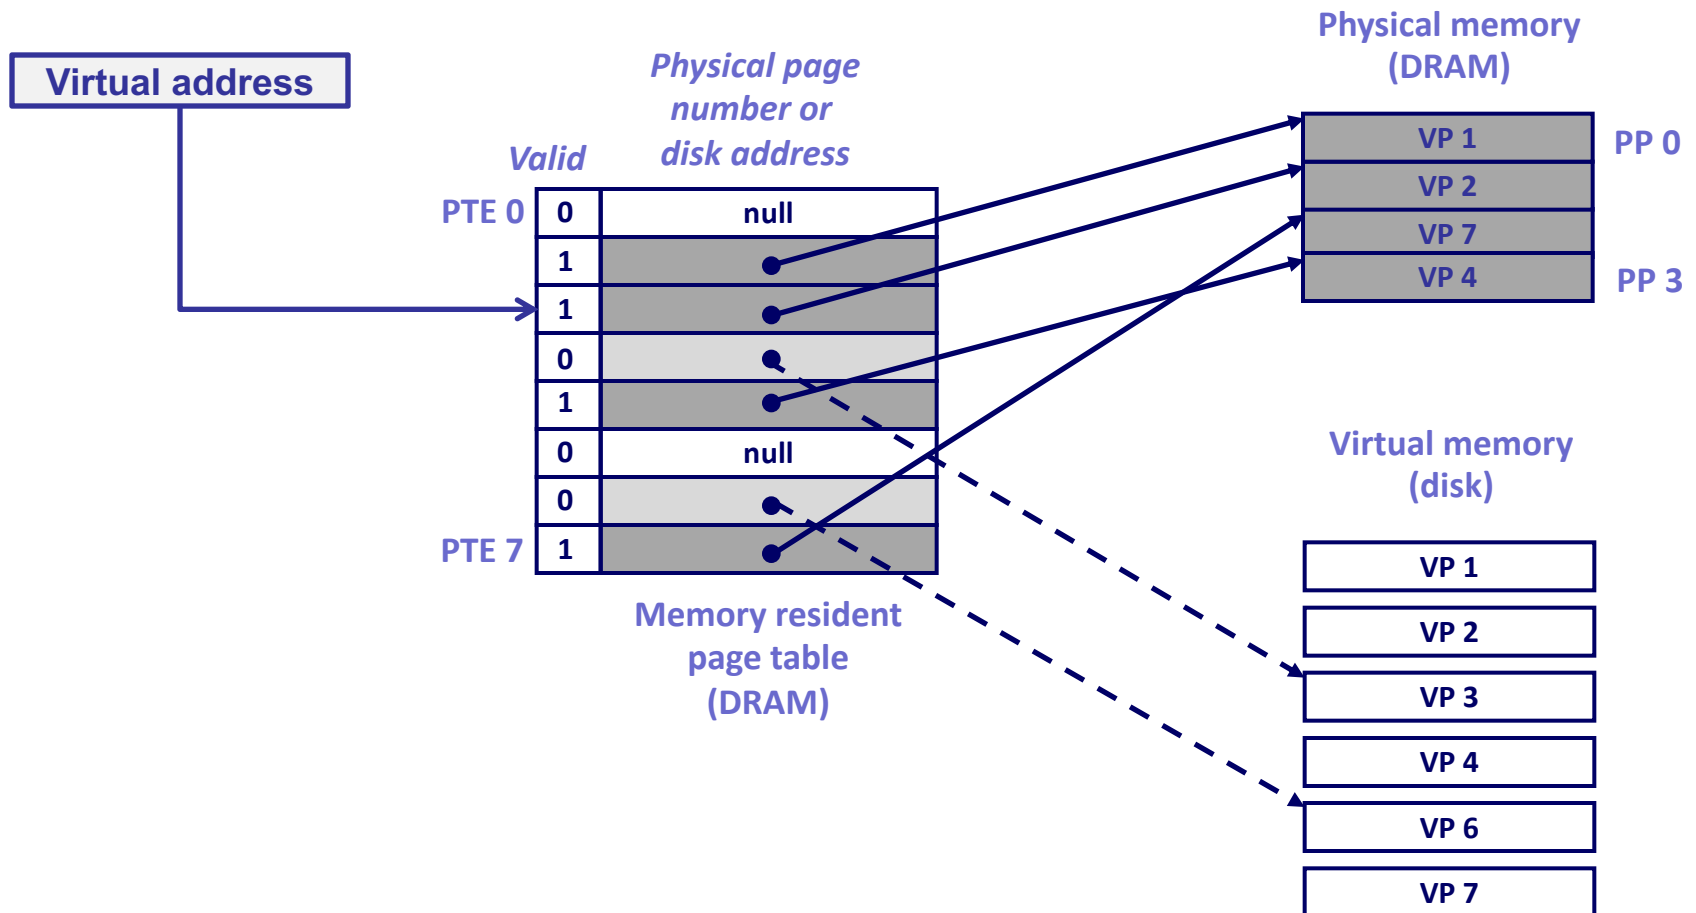 Virtual address
Physical page
number or
disk address
Valid
PTE 0
0
null
1
1
0
1
0
null
0
PTE 7
1
Memory resident
page table
(DRAM)
Physical memory
(DRAM)
VP 1
PP 0
VP 2
VP 7
VP 4
PP 3
Virtual memory
(disk)
VP 1
VP 2
VP 3
VP 4
VP 6
VP 7